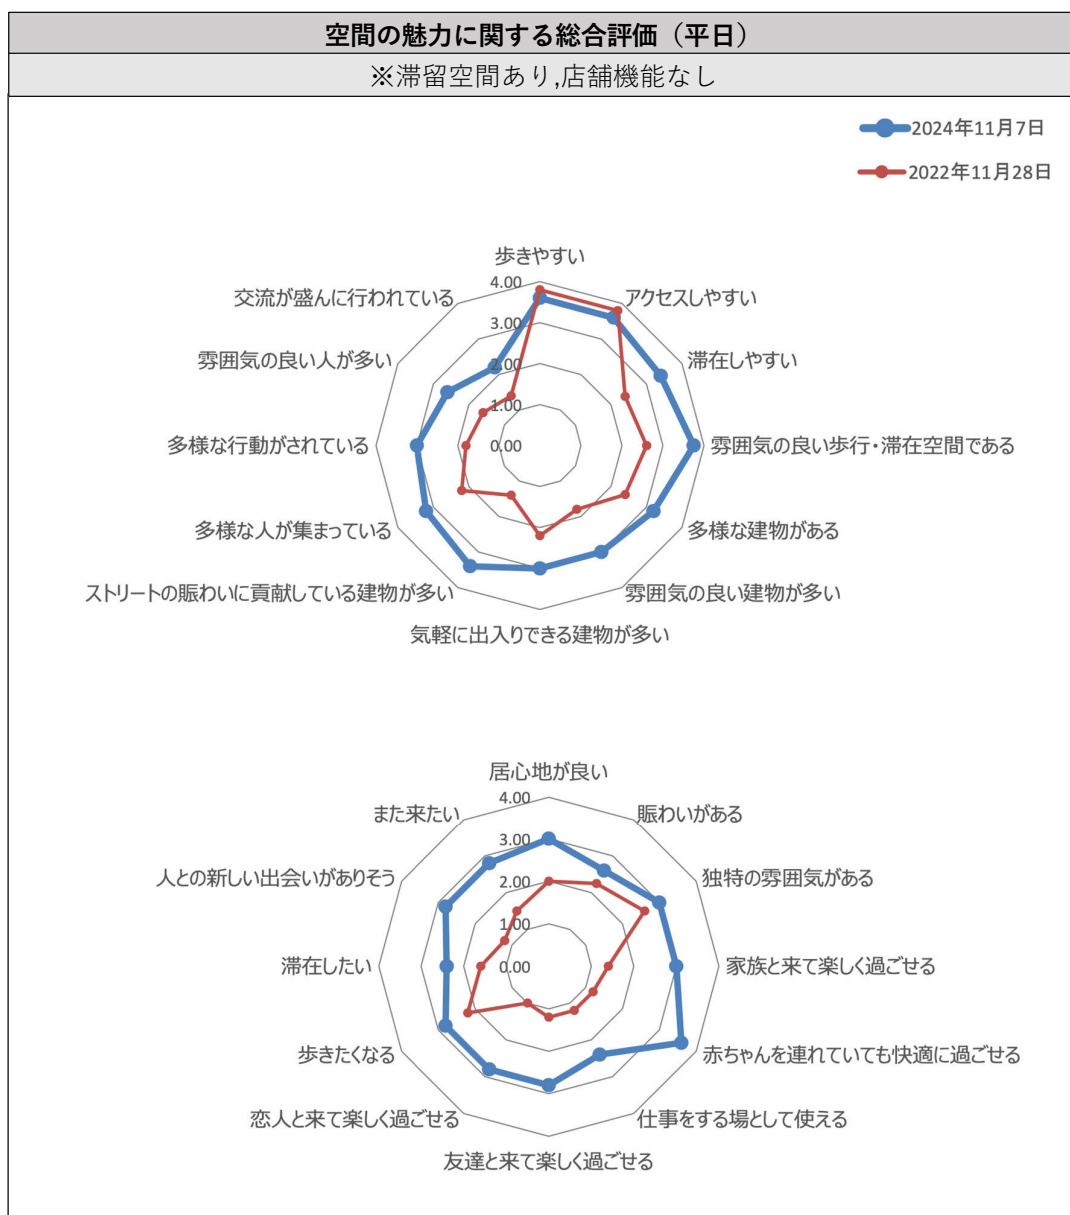 空間の魅力に関する総合評価（平日）
※滞留空間あり,店舗機能なし
2024年11月7日
2022年11月28日
歩きやすい
アクセスしやすい
滞在しやすい
雰囲気の良い歩行・滞在空間である
多様な建物がある
雰囲気の良い建物が多い
気軽に出入りできる建物が多い
ストリートの賑わいに貢献している建物が多い
多様な人が集まっている
多様な行動がされている
雰囲気の良い人が多い
交流が盛んに行われている
4.00
3.00
2.00
1.00
0.00
居心地が良い
賑わいがある
独特の雰囲気がある
家族と来て楽しく過ごせる
赤ちゃんを連れていても快適に過ごせる
仕事をする場として使える
友達と来て楽しく過ごせる
恋人と来て楽しく過ごせる
歩きたくなる
滞在したい
人との新しい出会いがありそう
また来たい
4.00
3.00
2.00
1.00
0.00